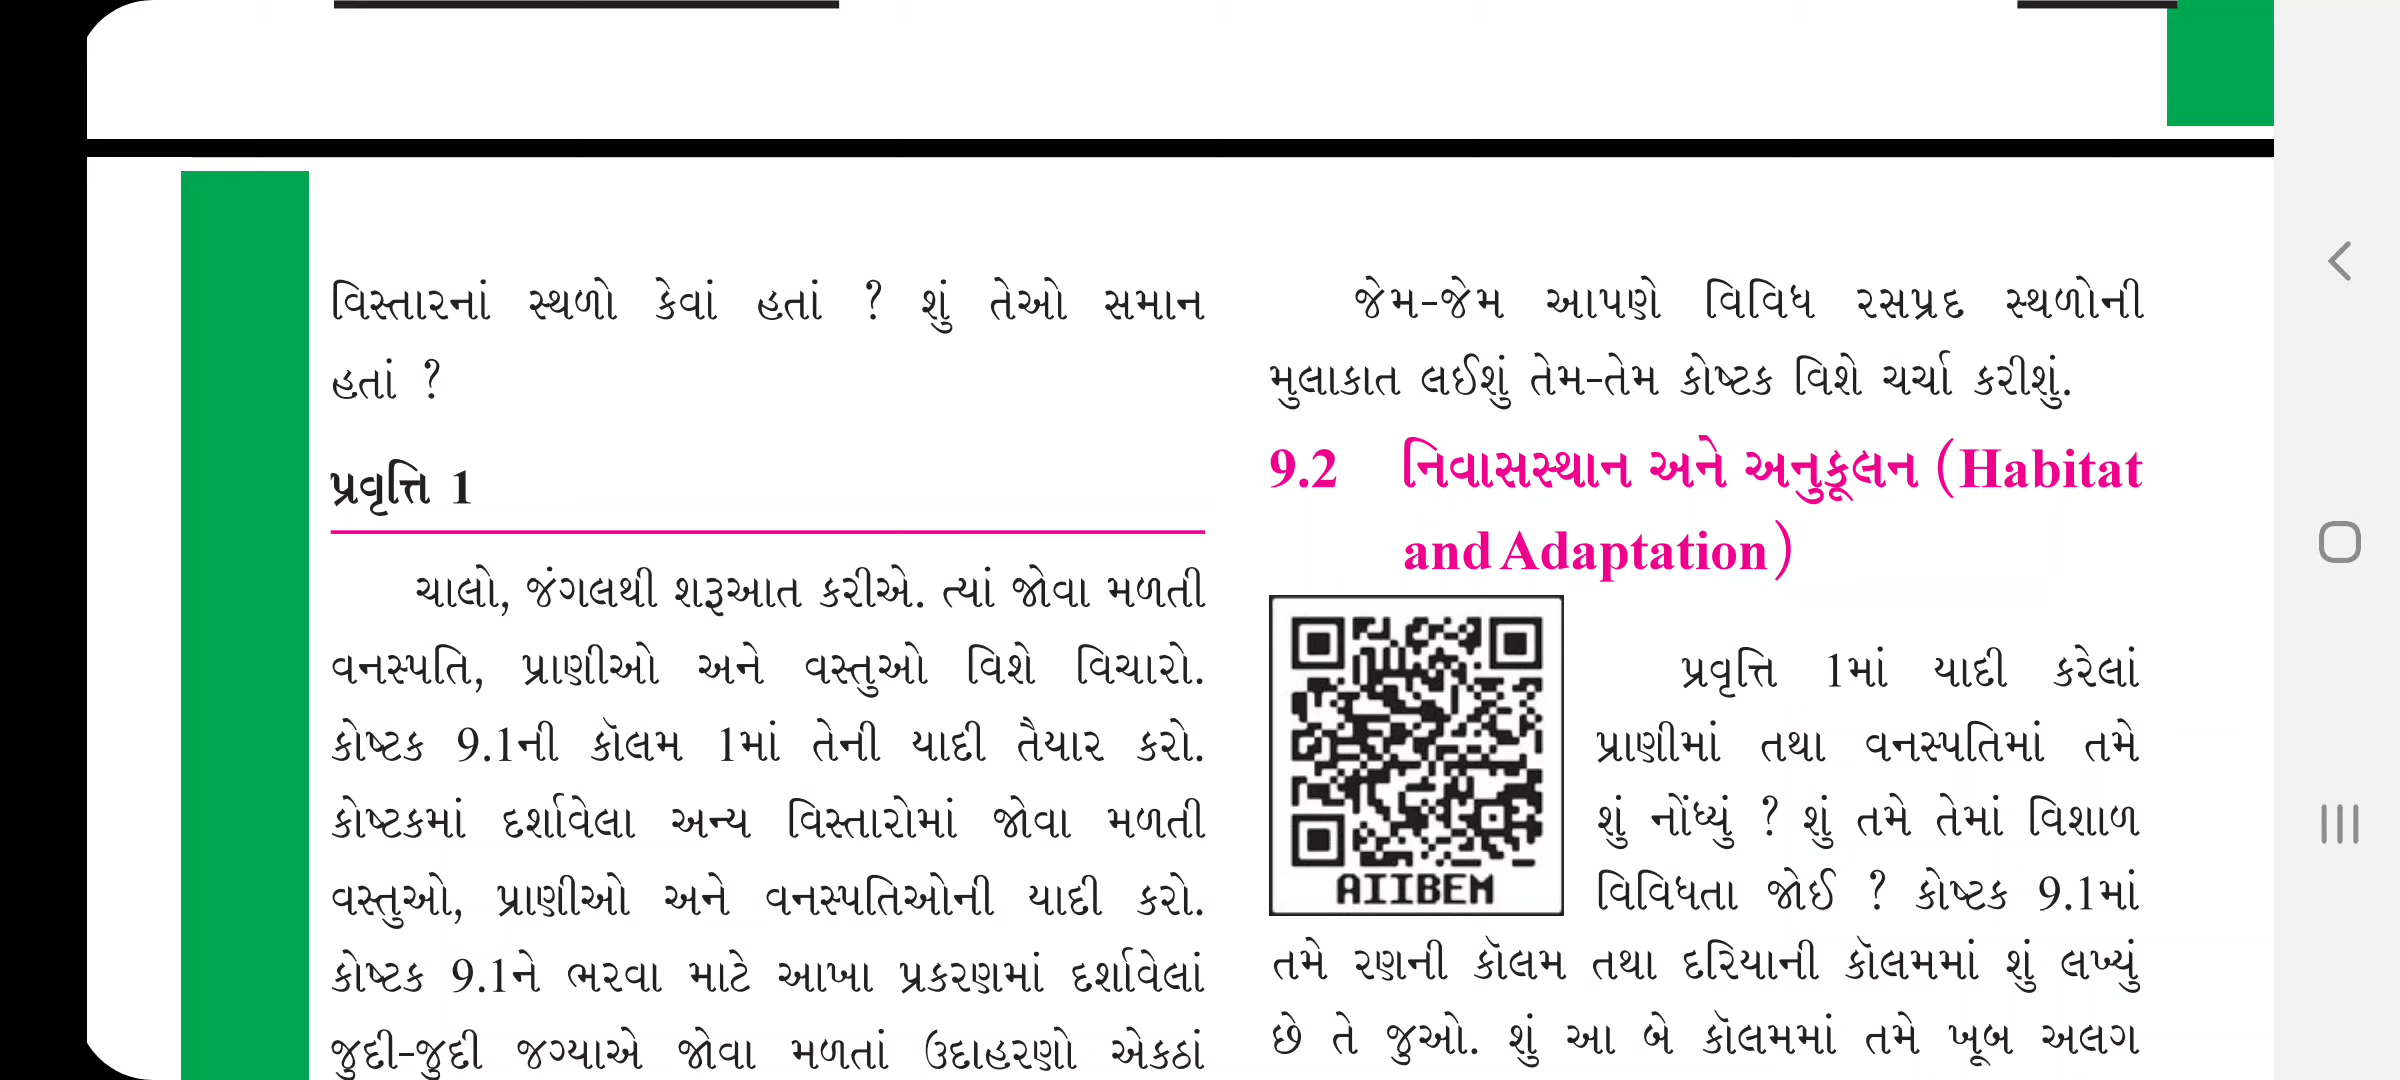 વિસ્તારનાં સ્થળો કેવાં હતાં ? શું તેઓ સમાન
હતાં ?
પ્રવૃત્તિ 1
ચાલો, જંગલથી શરૂઆત કરીએ. ત્યાં જોવા મળતી
વનસ્પતિ, પ્રાણીઓ અને વસ્તુઓ વિશે વિચારો.
કોષ્ટક 9.1ની કૉલમ 1માં તેની યાદી તૈયાર કરો.
કોષ્ટકમાં દર્શાવેલા અન્ય વિસ્તારોમાં જોવા મળતી
વસ્તુઓ, પ્રાણીઓ અને વનસ્પતિઓની યાદી કરો.
કોષ્ટક 9.1ને ભરવા માટે આખા પ્રકરણમાં દર્શાવેલાં
જુદી-જુદી જગ્યાએ જોવા મળતાં ઉદાહરણો એકઠાં
જેમ-જેમ આપણે વિવિધ રસપ્રદ સ્થળોની
મુલાકાત લઈશું તેમ-તેમ કોષ્ટક વિશે ચર્ચા કરીશું.
9.2 નિવાસસ્થાન અને અનુકૂલન (Habitat
and Adaptation)
પ્રવૃત્તિ 1માં યાદી કરેલાં
પ્રાણીમાં તથા વનસ્પતિમાં તમે
શું નોંધ્યું ? શું તમે તેમાં વિશાળ
વિવિધતા જોઈ ? કોષ્ટક 9.1માં
AIIBEM
તમે રણની કૉલમ તથા દરિયાની કૉલમમાં શું લખ્યું
છે તે જુઓ. શું આ બે કૉલમમાં તમે ખૂબ અલગ